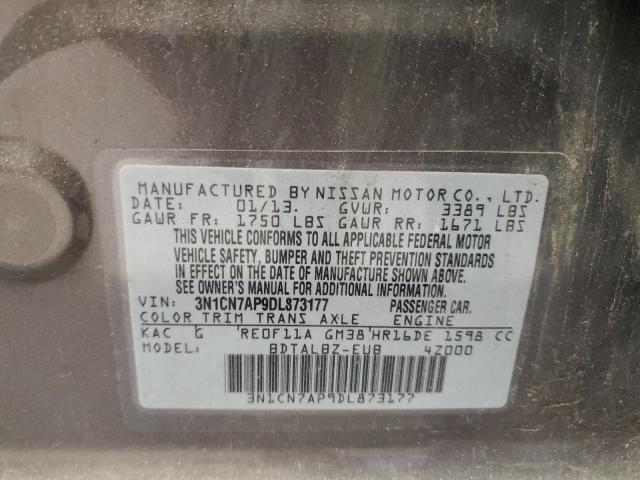 MANUFACTURED BY NISSAN MOTOR CO., LTD.
DATE: 01/13. GVWR: 3389 LBS
GAWR FR: 1750 LBS GAWR RR: 1671 LBS
THIS VEHICLE CONFORMS TO ALL APPLICABLE FEDERAL MOTOR
VEHICLE SAFETY, BUMPER AND THEFT PREVENTION STANDARDS
IN EFFECT ON THE DATE OF MANUFACTURE SHOWN ABOVE.
SEE OWNER'S MANUAL FOR ADDITIONAL INFORMATION.
VIN: 3N1CN7AP9DL873177 PASSENGER CAR.
COLOR TRIM TRANS AXLE ENGINE
KAC G RE0F11A GM38 HR16DE 1598 CC
MODEL: BDTALBZ-EUB 4Z000
3N1CN7AP9DL873177